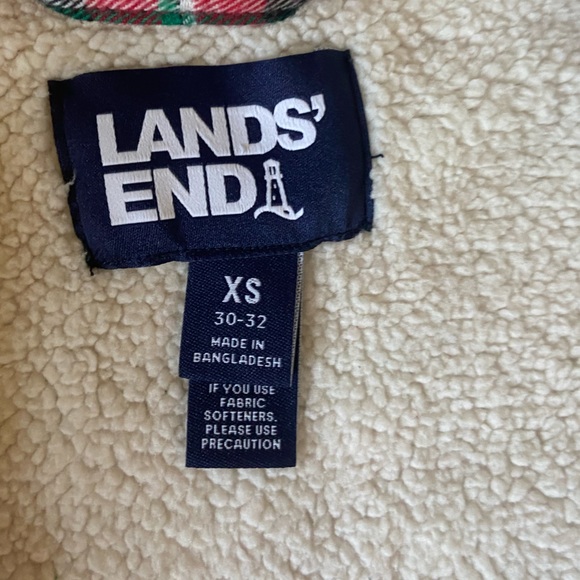 LANDS'
END
XS
30-32
MADE IN
BANGLADESH
IF YOU USE
FABRIC
SOFTENERS.
PLEASE USE
PRECAUTION